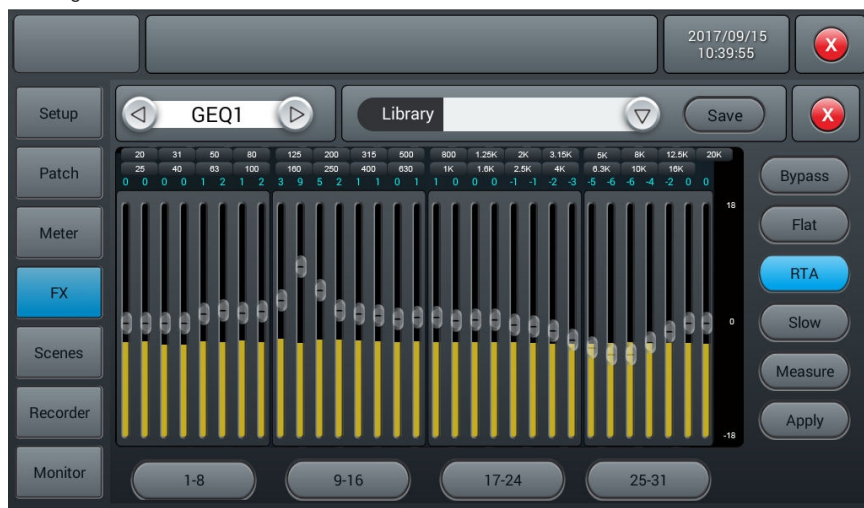 2017/09/15
10:39:55
X
Setup
Patch
Meter
FX
Scenes
Recorder
Monitor
GEQ1
Library
Save
X
20 31 50 80 125 200 315 500 800 1.25K 2K 3.15K 5K 8K 12.5K 20K
25 40 63 100 160 250 400 630 1K 1.6K 2.5K 4K 6.3K 10K 16K
0 0 0 0 1 2 1 2 3 9 5 2 1 1 0 1 1 0 0 0 -1 -1 -2 -3 -5 -6 -6 -4 -2 0 0
18
0
-18
Bypass
Flat
RTA
Slow
Measure
Apply
1-8
9-16
17-24
25-31